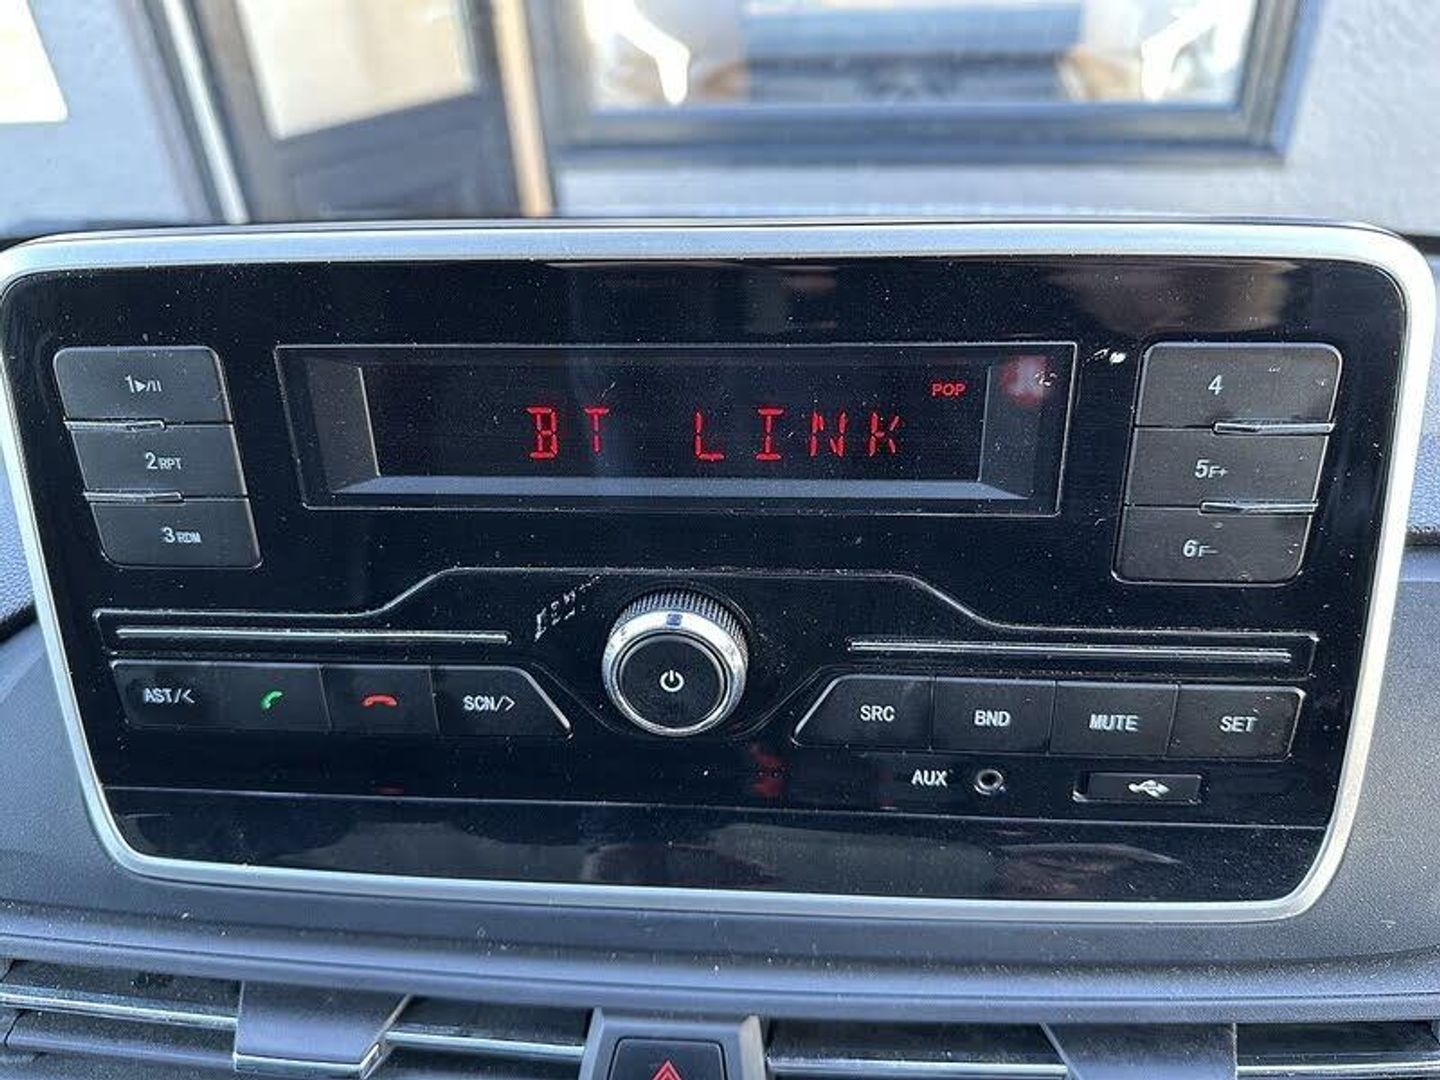 POP
BT LINK
1▶/II
2RPT
3RDM
4
5F+
6F-
AST/<
SCN/>
SRC
BND
MUTE
SET
AUX